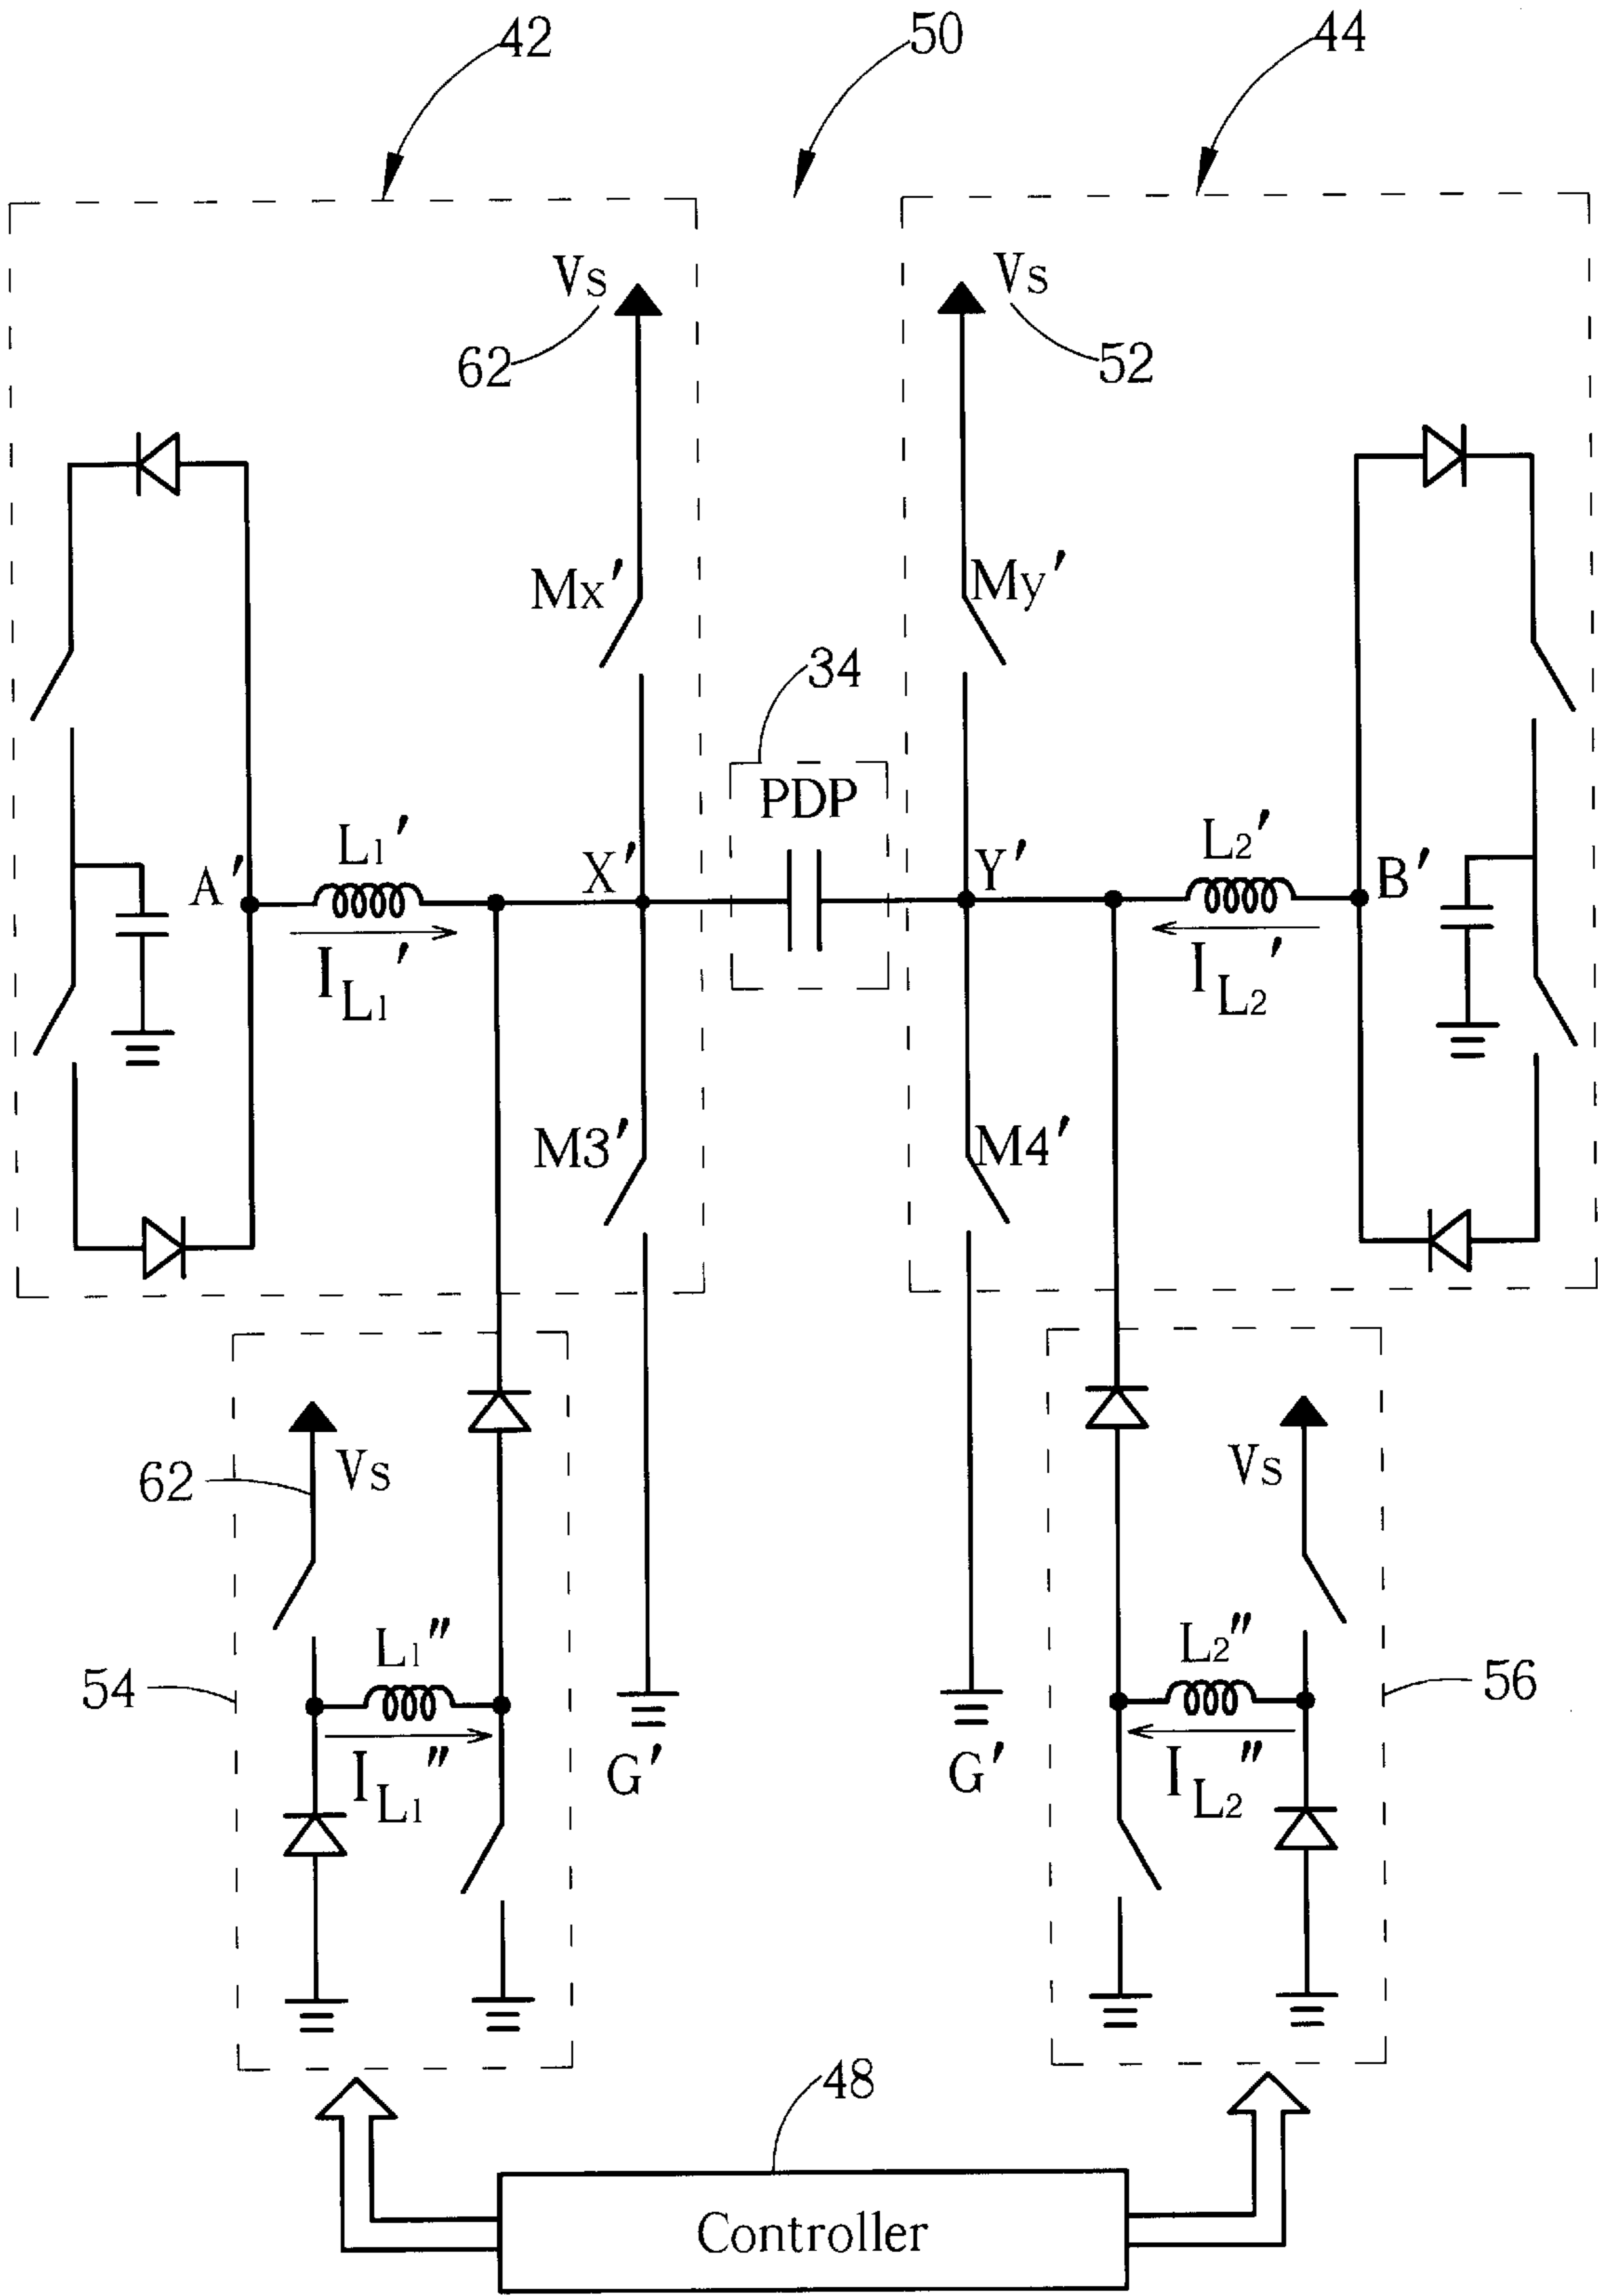 42
50
44
Vs
Vs
62
52
Mx'
My'
34
PDP
L1'
L2'
A'
X'
Y'
B'
IL1'
IL2'
M3'
M4'
Vs
Vs
62
L1"
L2"
54
56
IL1"
G'
G'
IL2"
48
Controller